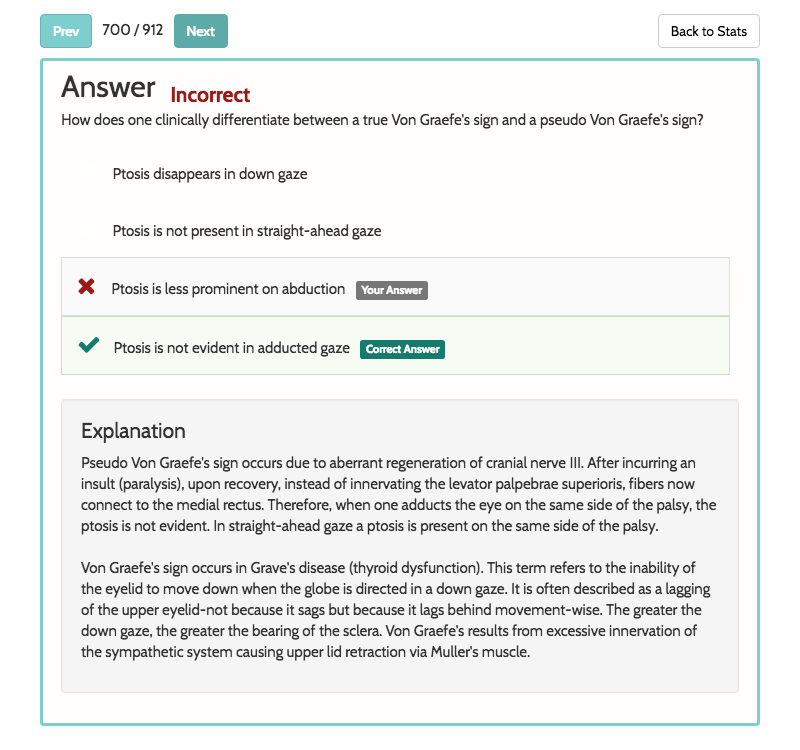 Prev 700 / 912 Next Back to Stats
Answer Incorrect
How does one clinically differentiate between a true Von Graefe's sign and a pseudo Von Graefe's sign?
Ptosis disappears in down gaze
Ptosis is not present in straight-ahead gaze
Ptosis is less prominent on abduction Your Answer
Ptosis is not evident in adducted gaze Correct Answer
Explanation
Pseudo Von Graefe's sign occurs due to aberrant regeneration of cranial nerve III. After incurring an
insult (paralysis), upon recovery, instead of innervating the levator palpebrae superioris, fibers now
connect to the medial rectus. Therefore, when one adducts the eye on the same side of the palsy, the
ptosis is not evident. In straight-ahead gaze a ptosis is present on the same side of the palsy.
Von Graefe's sign occurs in Grave's disease (thyroid dysfunction). This term refers to the inability of
the eyelid to move down when the globe is directed in a down gaze. It is often described as a lagging
of the upper eyelid-not because it sags but because it lags behind movement-wise. The greater the
down gaze, the greater the bearing of the sclera. Von Graefe's results from excessive innervation of
the sympathetic system causing upper lid retraction via Muller's muscle.